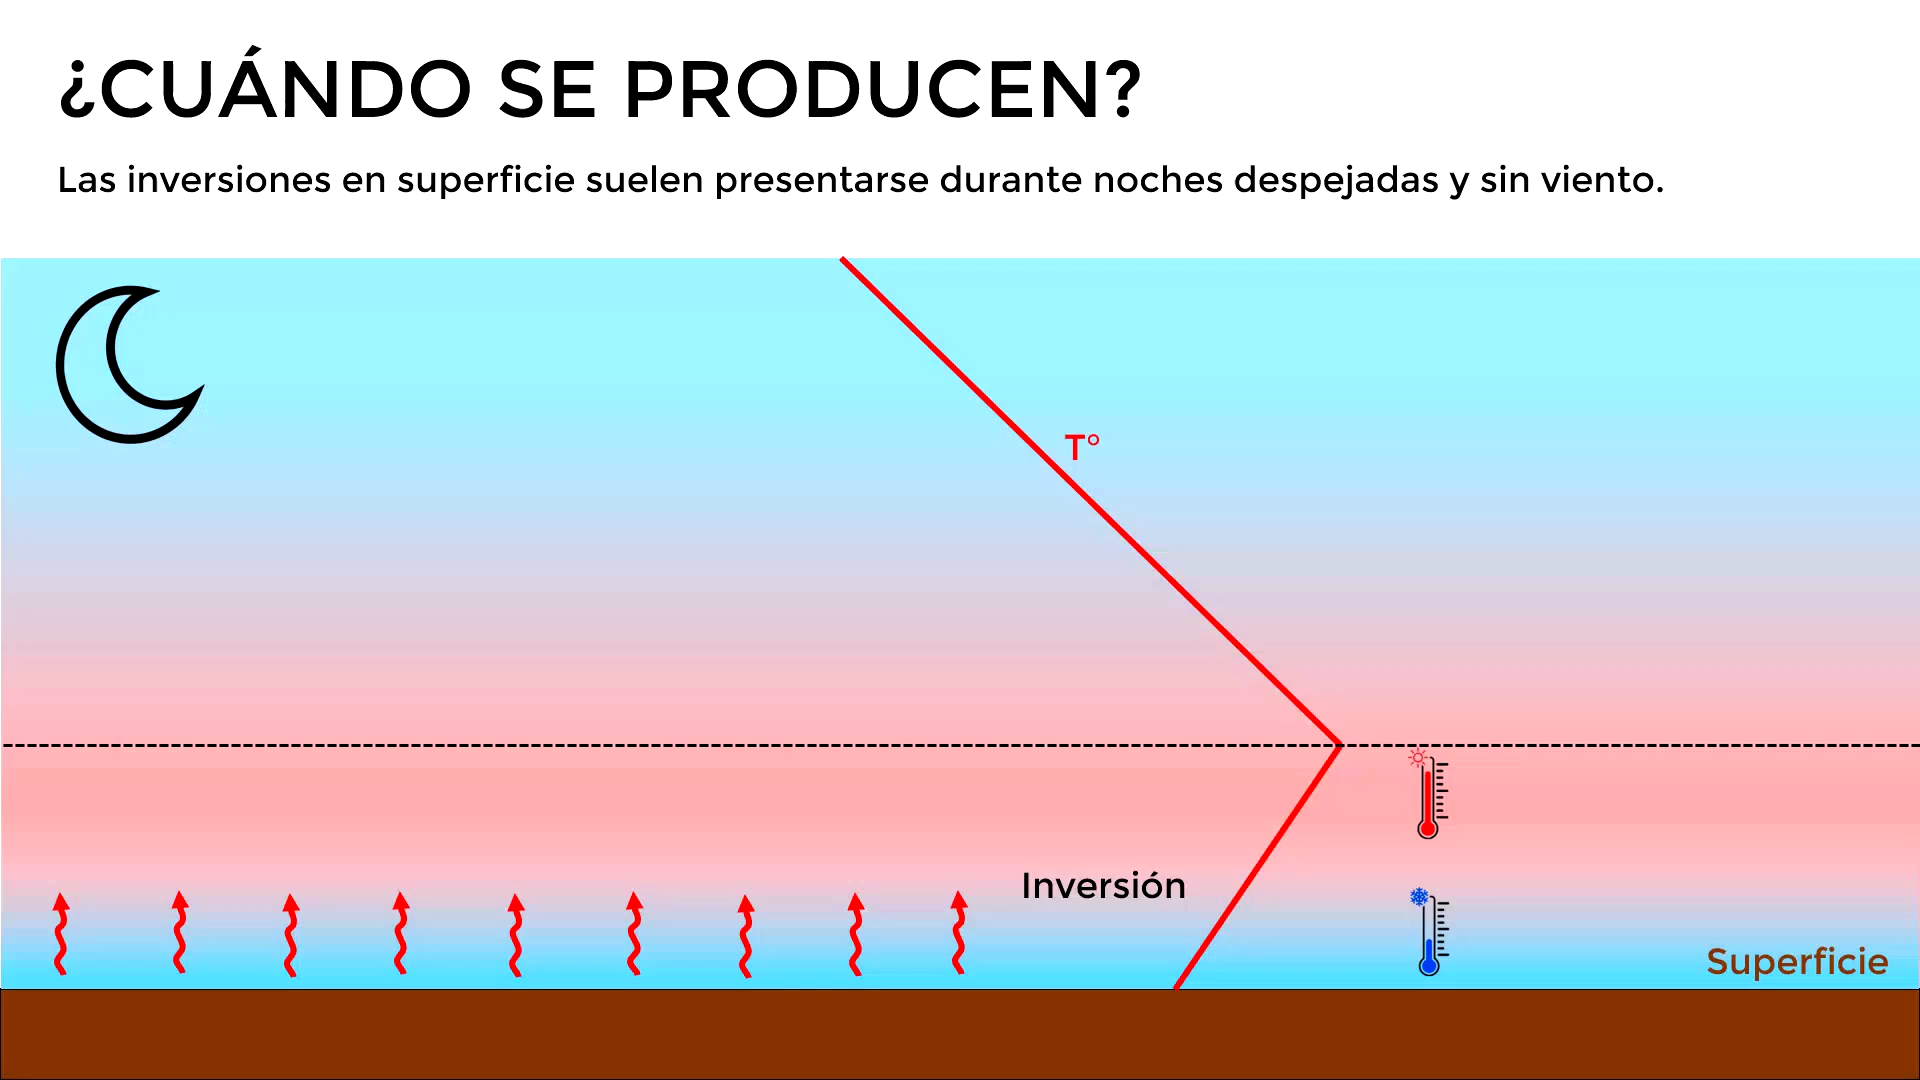 ¿CUÁNDO SE PRODUCEN?
Las inversiones en superficie suelen presentarse durante noches despejadas y sin viento.
T°
Inversión
Superficie